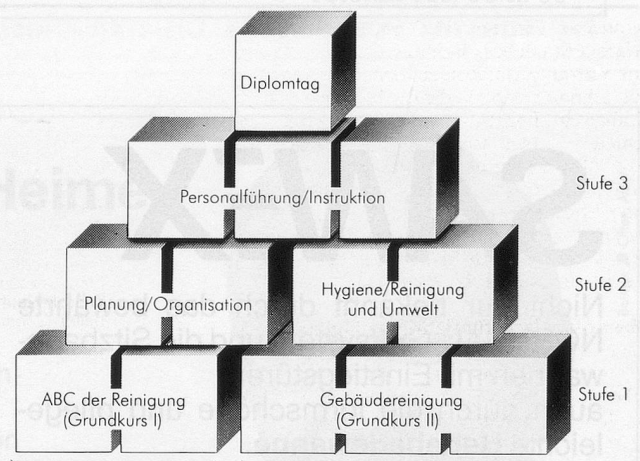 Diplomtag
Personalführung/Instruktion
Stufe 3
Planung/Organisation
Hygiene/Reinigung
und Umwelt
Stufe 2
ABC der Reinigung
(Grundkurs I)
Gebäudereinigung
(Grundkurs II)
Stufe 1